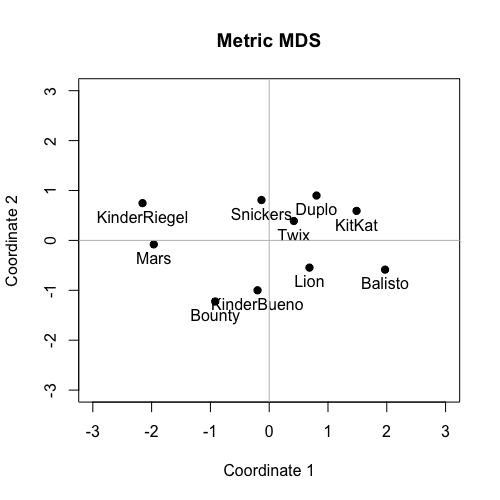 Metric MDS
Coordinate 2
3
2
1
0
-1
-2
-3
KinderRiegel
Snickers
Duplo
KitKat
Twix
Mars
Lion
Balisto
KinderBueno
Bounty
-3 -2 -1 0 1 2 3
Coordinate 1